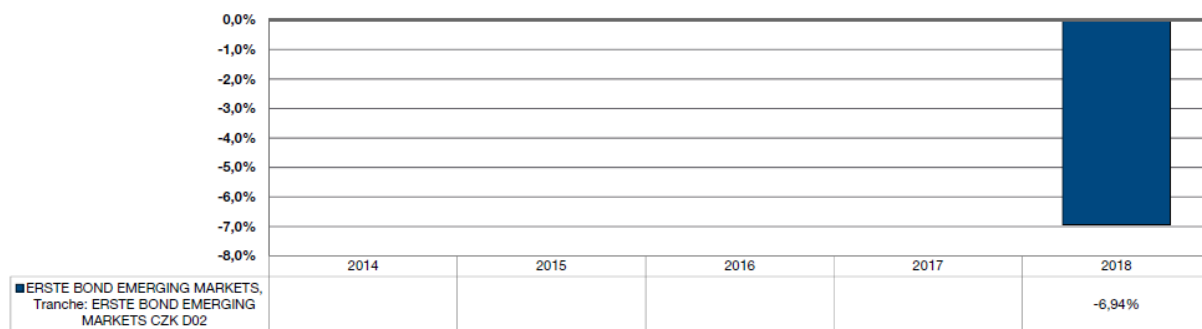 0,0%
-1,0%
-2,0%
-3,0%
-4,0%
-5,0%
-6,0%
-7,0%
-8,0%
2014 2015 2016 2017 2018
ERSTE BOND EMERGING MARKETS,
Tranche: ERSTE BOND EMERGING
MARKETS CZK D02
-6,94%